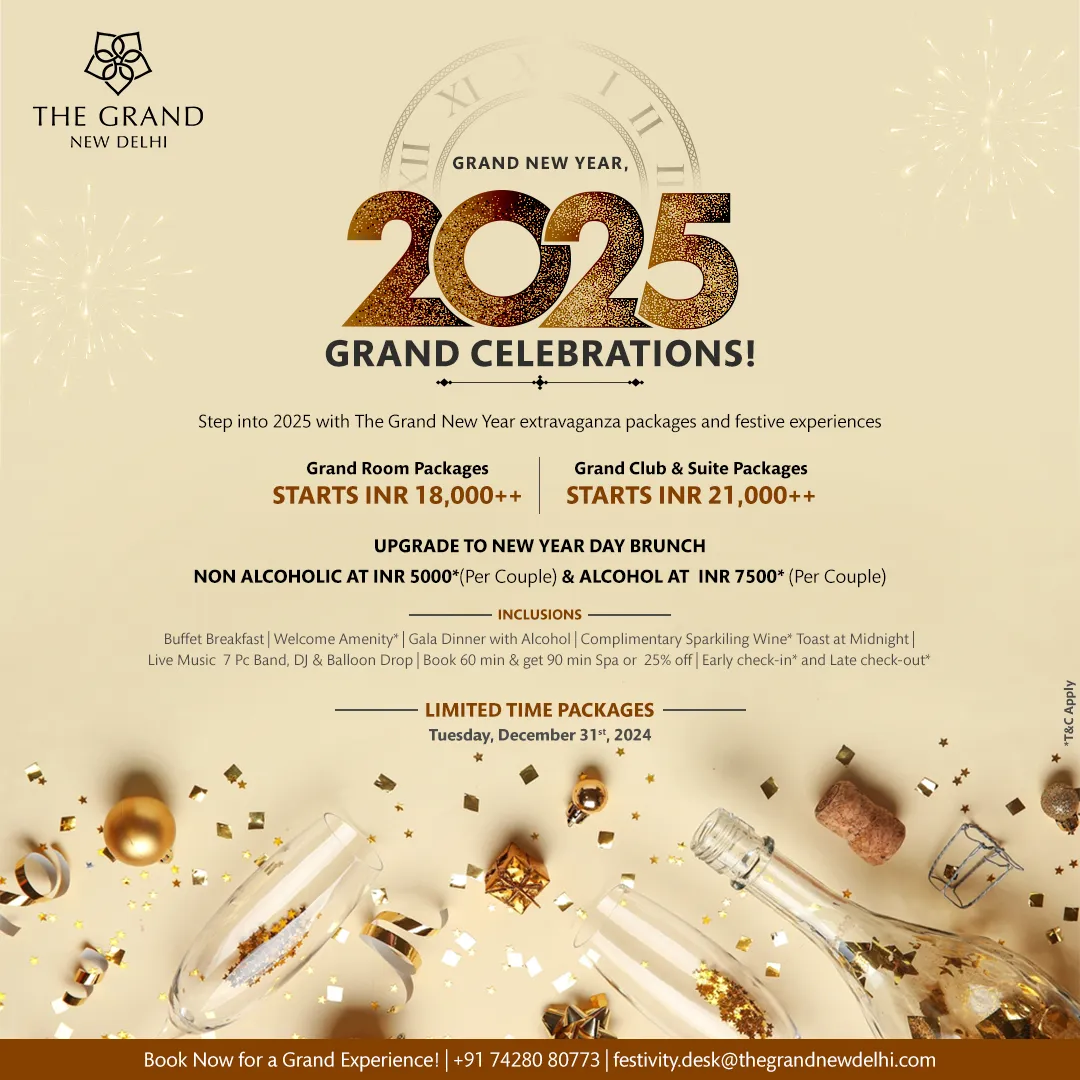 THE GRAND
NEW DELHI
XII XI X I II II
GRAND NEW YEAR,
2025
GRAND CELEBRATIONS!
Step into 2025 with The Grand New Year extravaganza packages and festive experiences
Grand Room Packages
STARTS INR 18,000++
Grand Club & Suite Packages
STARTS INR 21,000++
UPGRADE TO NEW YEAR DAY BRUNCH
NON ALCOHOLIC AT INR 5000*(Per Couple) & ALCOHOL AT INR 7500* (Per Couple)
INCLUSIONS
Buffet Breakfast | Welcome Amenity* | Gala Dinner with Alcohol | Complimentary Sparkiling Wine* Toast at Midnight |
Live Music 7 Pc Band, DJ & Balloon Drop | Book 60 min & get 90 min Spa or 25% off | Early check-in* and Late check-out*
LIMITED TIME PACKAGES
Tuesday, December 31st, 2024
*T&C Apply
Book Now for a Grand Experience! | +91 74280 80773 | festivity.desk@thegrandnewdelhi.com